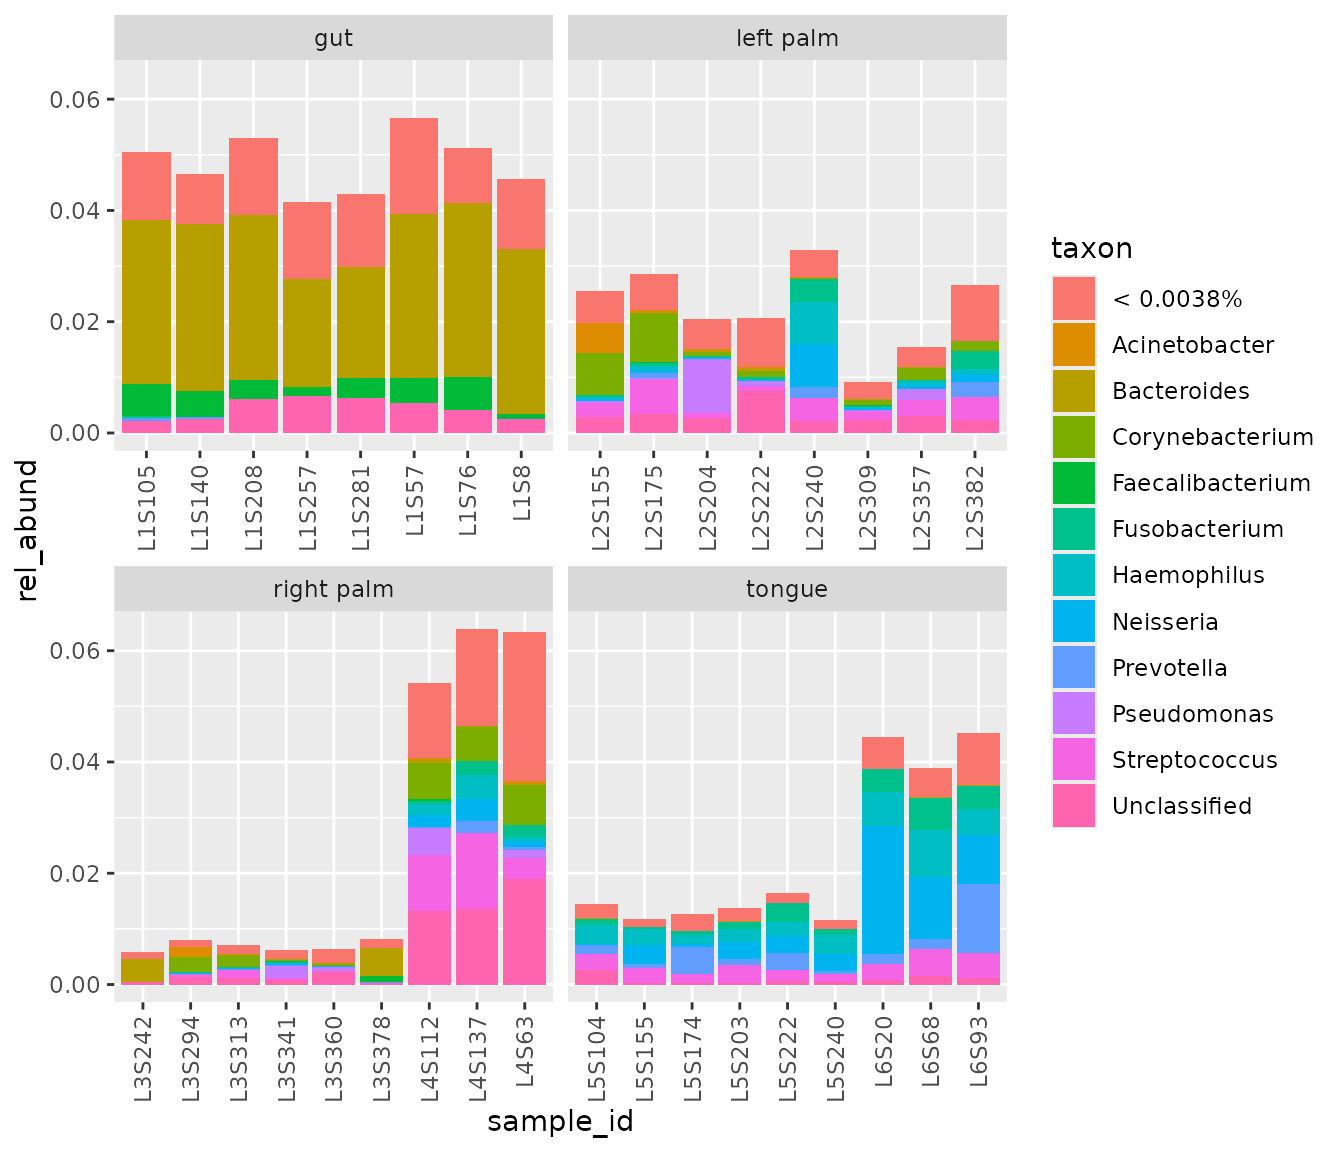 gut
left palm
0.06
0.04
0.02
0.00
L1S105
L1S140
L1S208
L1S257
L1S281
L1S57
L1S76
L1S8
L2S155
L2S175
L2S204
L2S222
L2S240
L2S309
L2S357
L2S382
right palm
tongue
0.06
0.04
0.02
0.00
L3S242
L3S294
L3S313
L3S341
L3S360
L3S378
L4S112
L4S137
L4S63
L5S104
L5S155
L5S174
L5S203
L5S222
L5S240
L6S20
L6S68
L6S93
rel_abund
sample_id
taxon
< 0.0038%
Acinetobacter
Bacteroides
Corynebacterium
Faecalibacterium
Fusobacterium
Haemophilus
Neisseria
Prevotella
Pseudomonas
Streptococcus
Unclassified